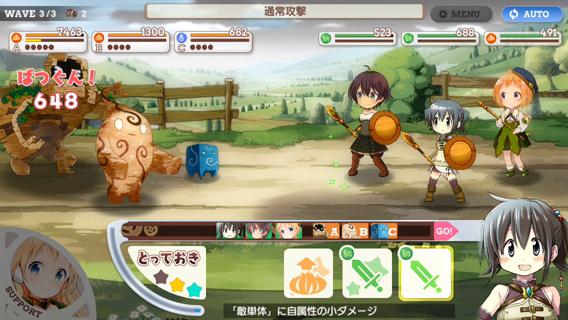 WAVE 3/3 2
通常攻撃
MENU
AUTO
7463
A
1300
B
682
C
523
688
491
ばつぐん!
648
A B C GO!
とっておき
SUPPORT
「敵単体」に自属性の小ダメージ